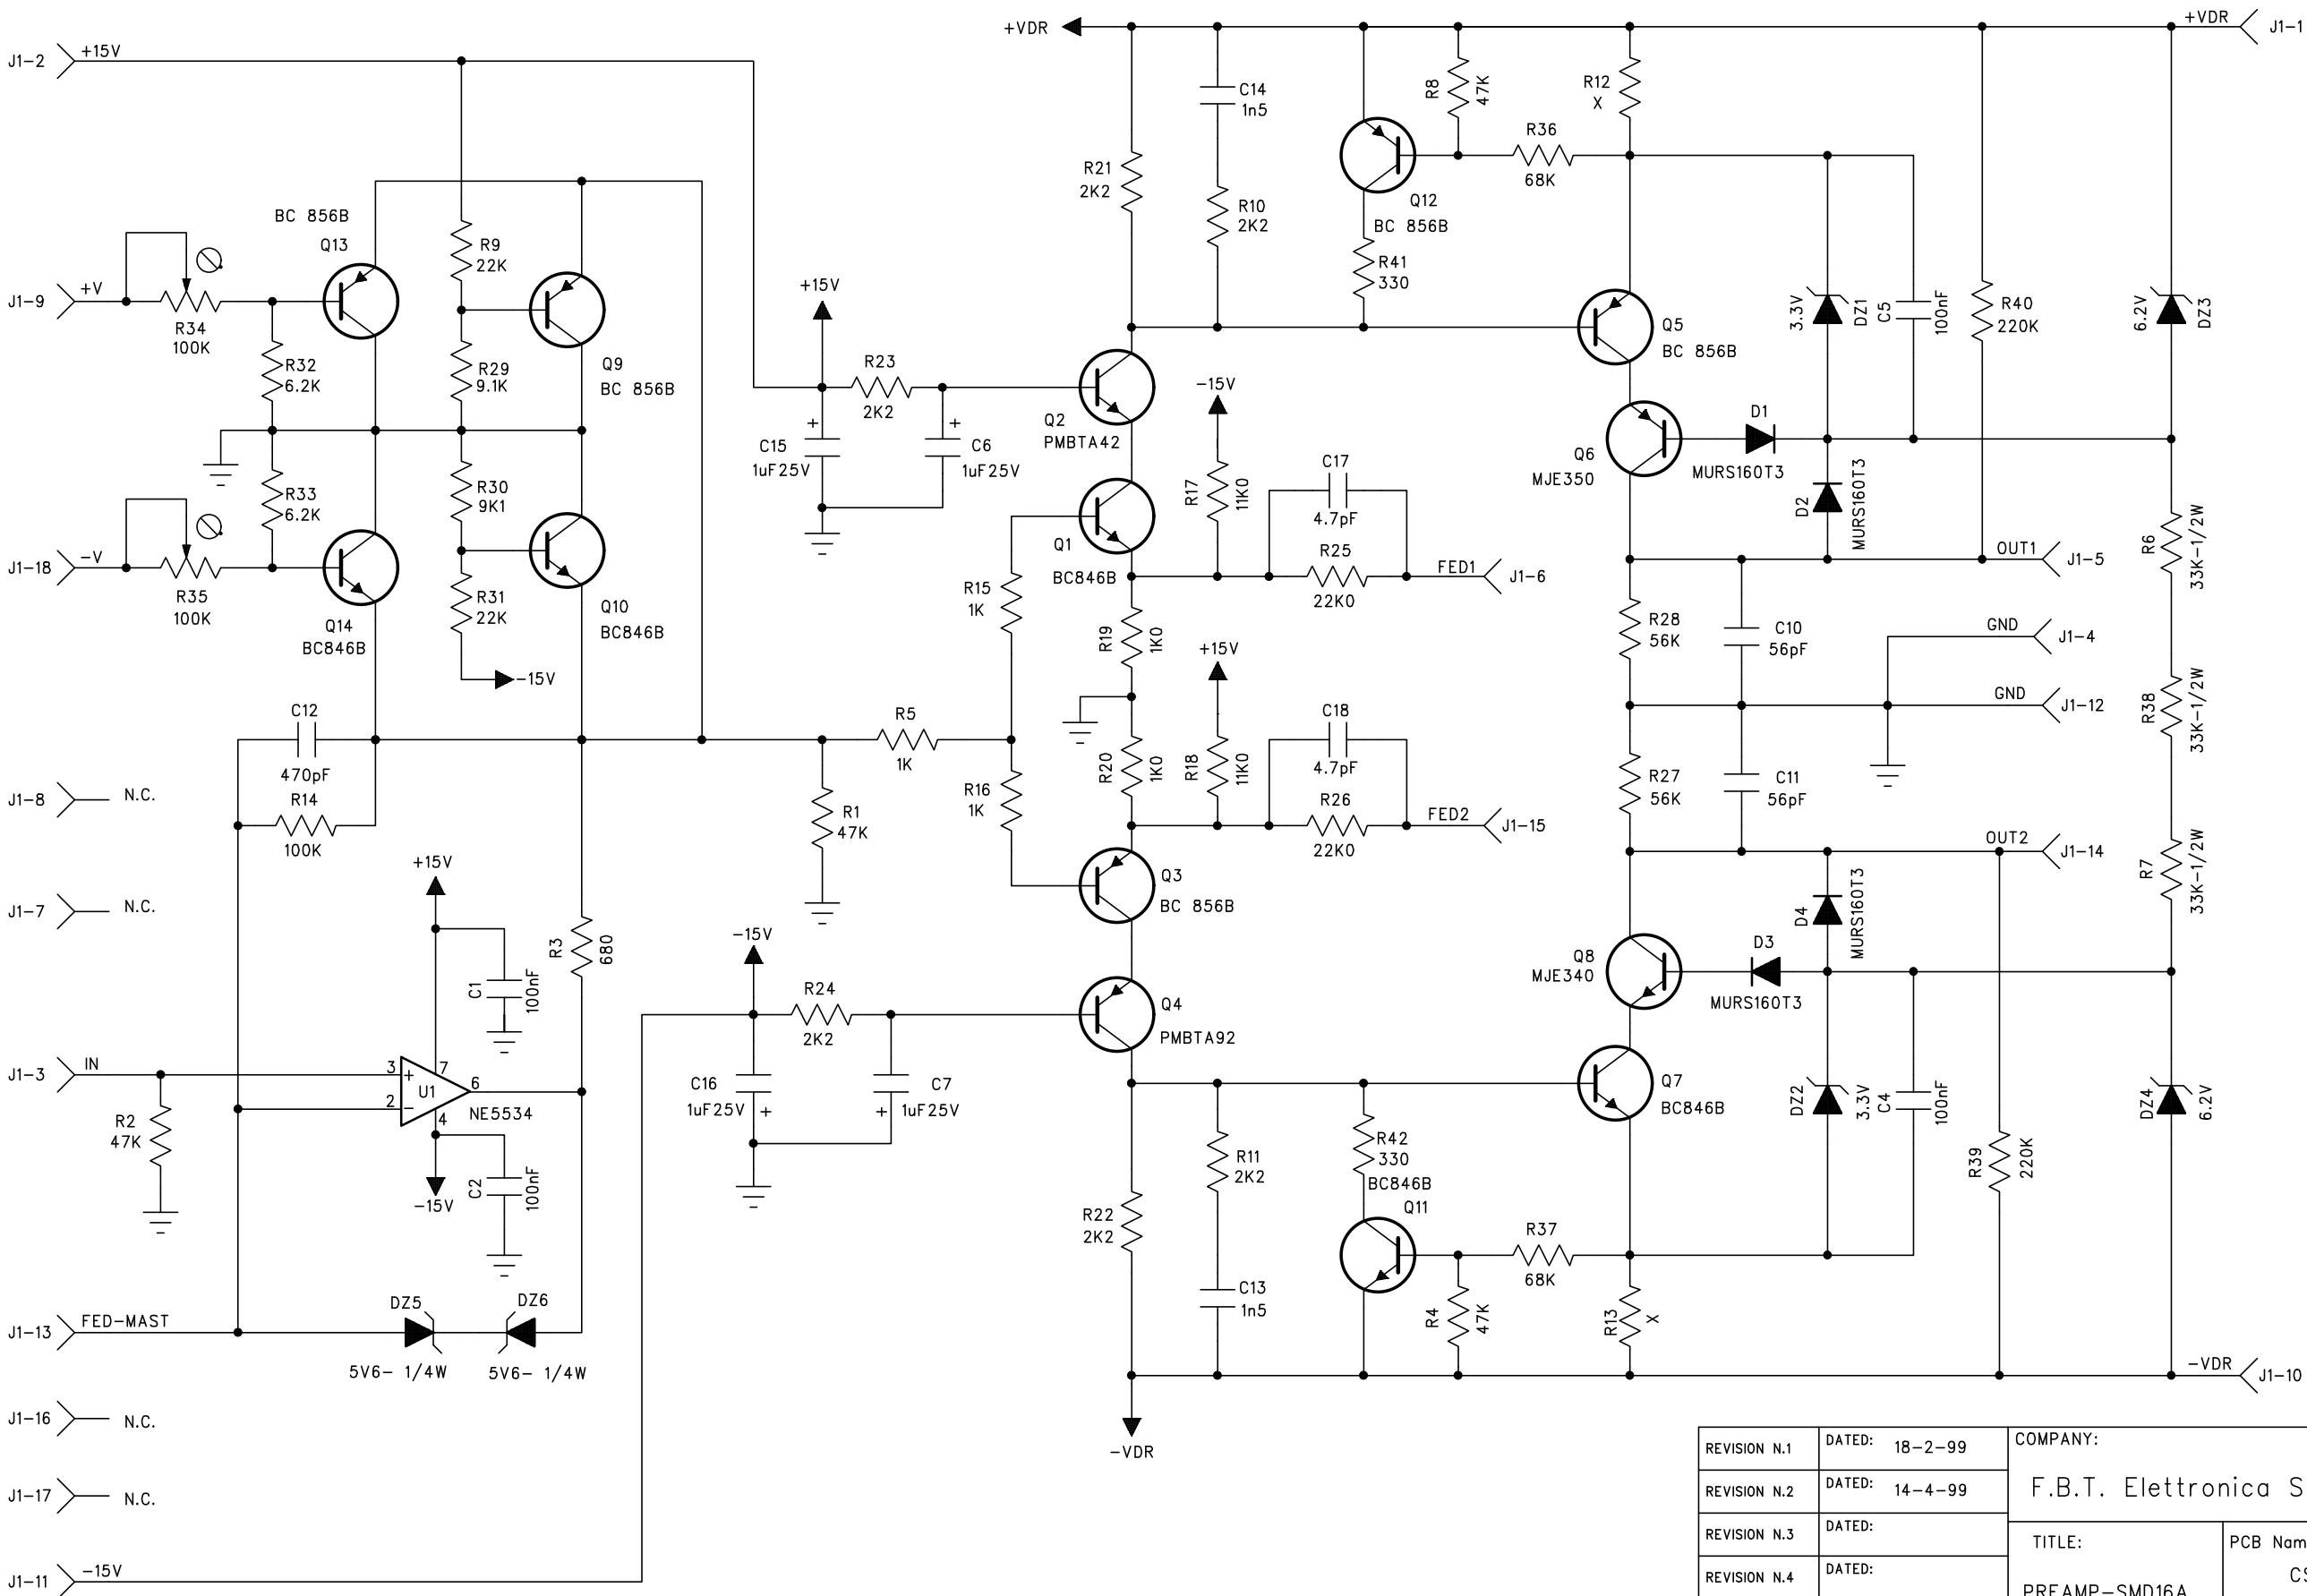 +VDR
+VDR
J1-1
J1-2
+15V
C14
1n5
R8
47K
R12
X
R36
68K
R21
2K2
R10
2K2
Q12
BC 856B
R41
330
BC 856B
Q13
R9
22K
J1-9
+V
R34
100K
R32
6.2K
R29
9.1K
Q9
BC 856B
+15V
R23
2K2
C15
1uF25V
+
C6
1uF25V
+
Q2
PMBTA42
-15V
Q5
BC 856B
3.3V
DZ1
C5
100nF
R40
220K
6.2V
DZ3
D1
MURS160T3
Q6
MJE350
D2
MURS160T3
R33
6.2K
R30
9K1
J1-18
-V
R35
100K
Q14
BC846B
R31
22K
Q10
BC846B
-15V
R17
11K0
C17
4.7pF
R25
22K0
FED1
J1-6
Q1
BC846B
R15
1K
R19
1K0
OUT1
J1-5
R6
33K-1/2W
R28
56K
C10
56pF
GND
J1-4
GND
J1-12
R38
33K-1/2W
C12
470pF
R14
100K
R5
1K
R1
47K
R16
1K
R20
1K0
+15V
R18
11K0
C18
4.7pF
R26
22K0
FED2
J1-15
R27
56K
C11
56pF
OUT2
J1-14
R7
33K-1/2W
J1-8
N.C.
J1-7
N.C.
+15V
C1
100nF
R3
680
-15V
R24
2K2
Q3
BC 856B
Q4
PMBTA92
Q8
MJE340
D3
MURS160T3
D4
MURS160T3
J1-3
IN
R2
47K
3
+
2
-
U1
7
6
4
NE5534
-15V
C2
100nF
C16
1uF25V
+
C7
1uF25V
+
Q7
BC846B
DZ2
3.3V
C4
100nF
DZ4
6.2V
R11
2K2
R42
330
BC846B
Q11
R22
2K2
C13
1n5
R37
68K
R4
47K
R13
X
R39
220K
J1-13
FED-MAST
DZ5
5V6- 1/4W
DZ6
5V6- 1/4W
-VDR
J1-10
-VDR
J1-16
N.C.
J1-17
N.C.
J1-11
-15V
REVISION N.1
DATED: 18-2-99
COMPANY:
F.B.T. Elettronica S
REVISION N.2
DATED: 14-4-99
REVISION N.3
DATED:
TITLE:
PCB Nam
CS
REVISION N.4
DATED:
PREAMP-SMD16A